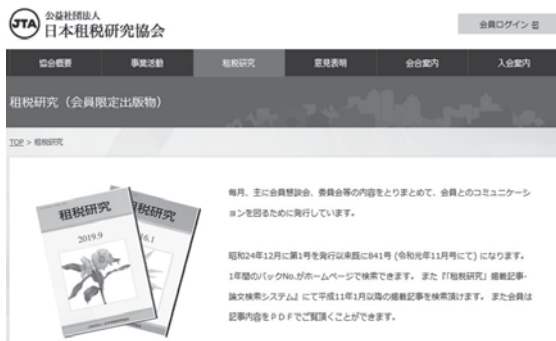 JTA
公益社団法人
日本租税研究協会
会員ログイン
協会概要 事業活動 租税研究 意見表明 会合案内 入会案内
租税研究（会員限定出版物）
TOP > 租税研究
租税研究
2019.9
租税研究
6.1
毎月、主に会員懇談会、委員会等の内容をとりまとめて、会員とのコミュニケーシ
ョンを図るために発行しています。
昭和24年12月に第1号を発行以来既に841号 (令和元年11月号にて) になります。
1年間のバックNo.がホームページで検索できます。 また『「租税研究」掲載記事・
論文検索システム』にて平成11年1月以降の掲載記事を検索頂けます。 また会員は
記事内容をＰＤＦでご覧頂くことができます。